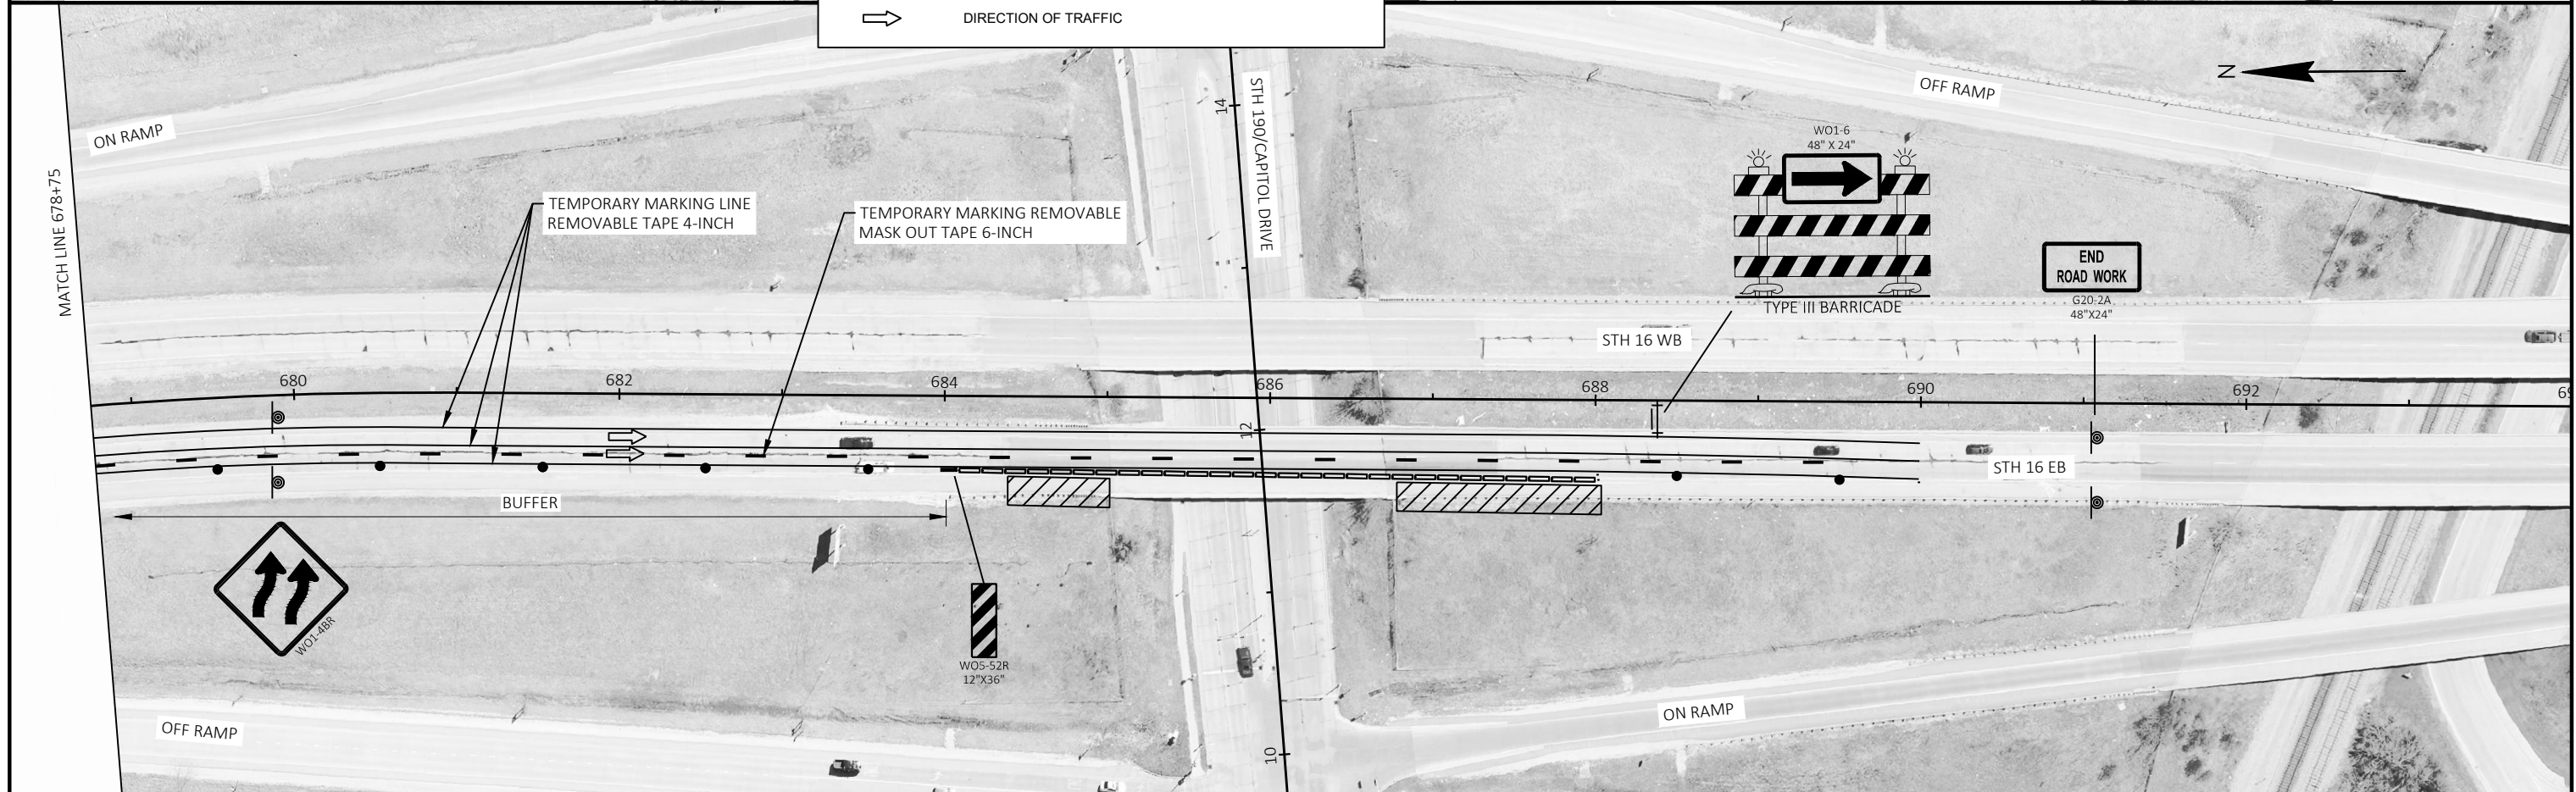 DIRECTION OF TRAFFIC
N
OFF RAMP
ON RAMP
MATCH LINE 678+75
TEMPORARY MARKING LINE
REMOVABLE TAPE 4-INCH
TEMPORARY MARKING REMOVABLE
MASK OUT TAPE 6-INCH
14
STH 190/CAPITOL DRIVE
WO1-6
48" X 24"
TYPE III BARRICADE
END
ROAD WORK
G20-2A
48"X24"
STH 16 WB
680
682
684
686
688
690
692
12
STH 16 EB
BUFFER
WO1-4BR
WO5-52R
12"X36"
OFF RAMP
ON RAMP
10